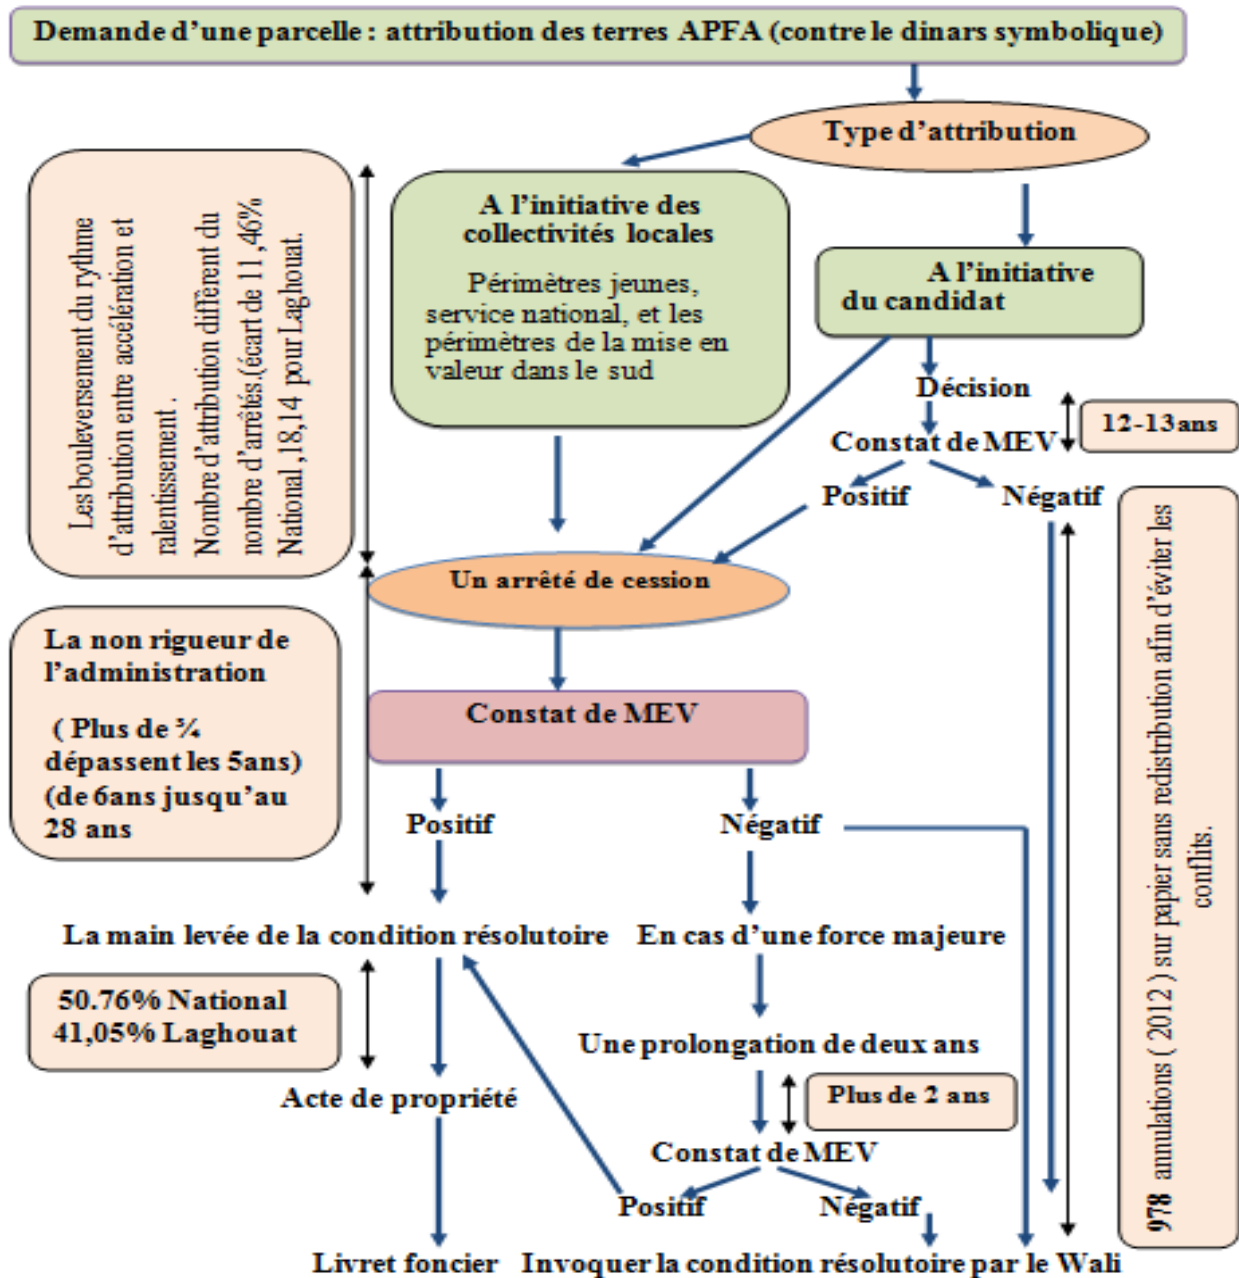 Demande d'une parcelle : attribution des terres APFA (contre le dinars symbolique)
Type d'attribution
A l'initiative des
collectivités locales
Périmètres jeunes,
service national, et les
périmètres de la mise en
valeur dans le sud
A l'initiative
du candidat
Les bouleversement du rythme
d'attribution entre accélération et
ralentissement .
Nombre d'attribution diffèrent du
nombre d'arrêtés.(écart de 11,46%
National ,18,14 pour Laghouat.
Décision
12-13ans
Constat de MEV
Positif
Négatif
Un arrêté de cession
La non rigueur de
l'administration
( Plus de ¾
dépassent les 5ans)
(de 6ans jusqu'au
28 ans
Constat de MEV
Positif
Négatif
978 annulations ( 2012 ) sur papier sans redistribution afin d'éviter les
conflits.
La main levée de la condition résolutoire
En cas d'une force majeure
50.76% National
41,05% Laghouat
Une prolongation de deux ans
Plus de 2 ans
Acte de propriété
Constat de MEV
Positif
Négatif
Livret foncier
Invoquer la condition résolutoire par le Wali